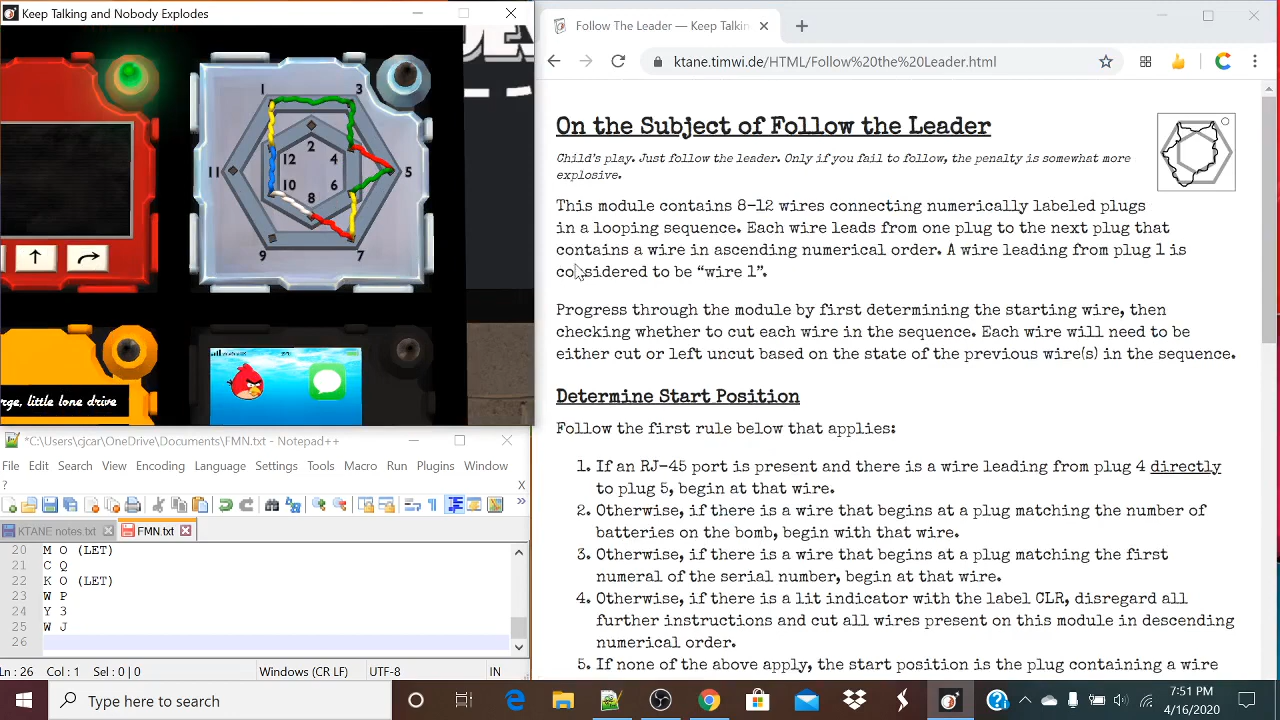 Keep Talking and Nobody Explodes
1
3
2
12
4
11
5
10
6
8
9
7
rge, little lone drive
*C:\Users\cjcar\OneDrive\Documents\FMN.txt - Notepad++
File Edit Search View Encoding Language Settings Tools Macro Run Plugins Window
?
X
KTANE notes.txt
FMN.txt
20 M O (LET)
21 C Q
22 K O (LET)
23 W P
24 Y 3
25 W J
26
Ln : 26 Col : 1 Sel : 0 | 0
Windows (CR LF)
UTF-8
IN
Follow The Leader — Keep Talkin
ktane.timwi.de/HTML/Follow%20the%20Leader.html
On the Subject of Follow the Leader
Child's play. Just follow the leader. Only if you fail to follow, the penalty is somewhat more
explosive.
This module contains 8-12 wires connecting numerically labeled plugs
in a looping sequence. Each wire leads from one plug to the next plug that
contains a wire in ascending numerical order. A wire leading from plug 1 is
considered to be “wire 1”.
Progress through the module by first determining the starting wire, then
checking whether to cut each wire in the sequence. Each wire will need to be
either cut or left uncut based on the state of the previous wire(s) in the sequence.
Determine Start Position
Follow the first rule below that applies:
1. If an RJ-45 port is present and there is a wire leading from plug 4 directly
to plug 5, begin at that wire.
2. Otherwise, if there is a wire that begins at a plug matching the number of
batteries on the bomb, begin with that wire.
3. Otherwise, if there is a wire that begins at a plug matching the first
numeral of the serial number, begin at that wire.
4. Otherwise, if there is a lit indicator with the label CLR, disregard all
further instructions and cut all wires present on this module in descending
numerical order.
5. If none of the above apply, the start position is the plug containing a wire
Type here to search
7:51 PM
4/16/2020